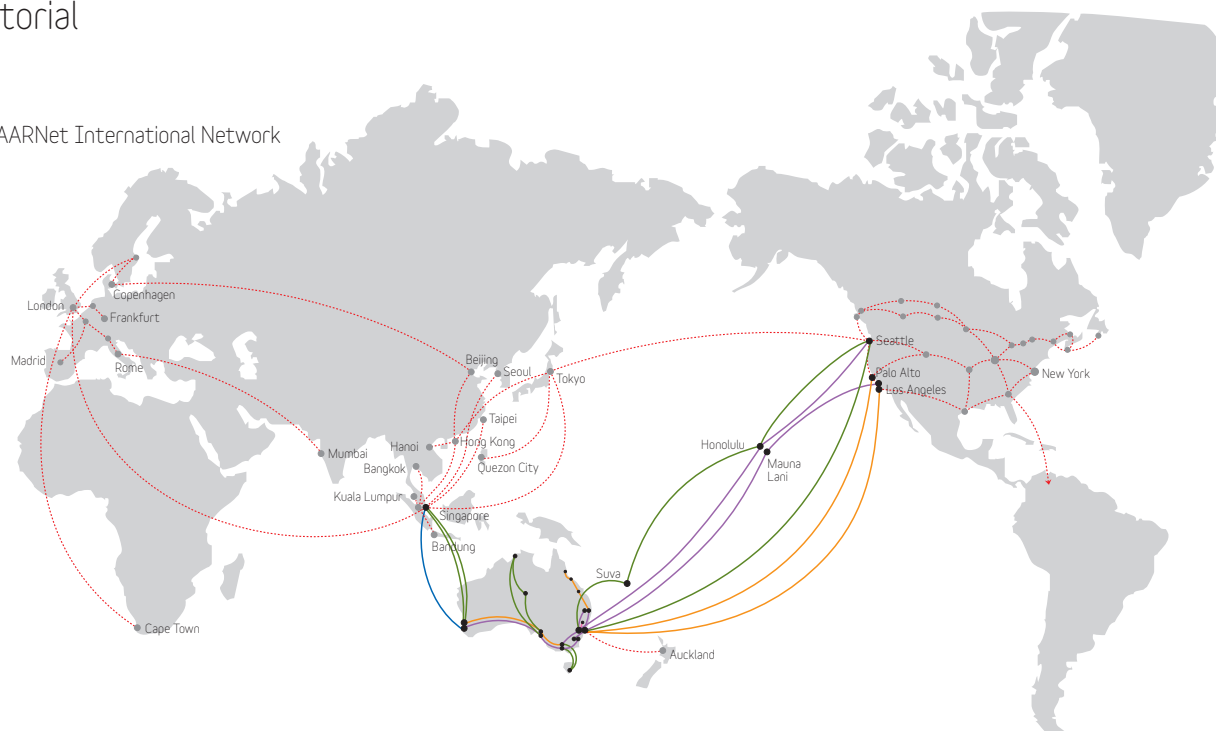 torial
AARNet International Network
London
Copenhagen
Frankfurt
Madrid
Rome
Beijing
Seoul
Tokyo
Seattle
Palo Alto
Los Angeles
New York
Taipei
Hanoi
Hong Kong
Mumbai
Bangkok
Quezon City
Honolulu
Mauna
Lani
Kuala Lumpur
Singapore
Bandung
Suva
Cape Town
Auckland